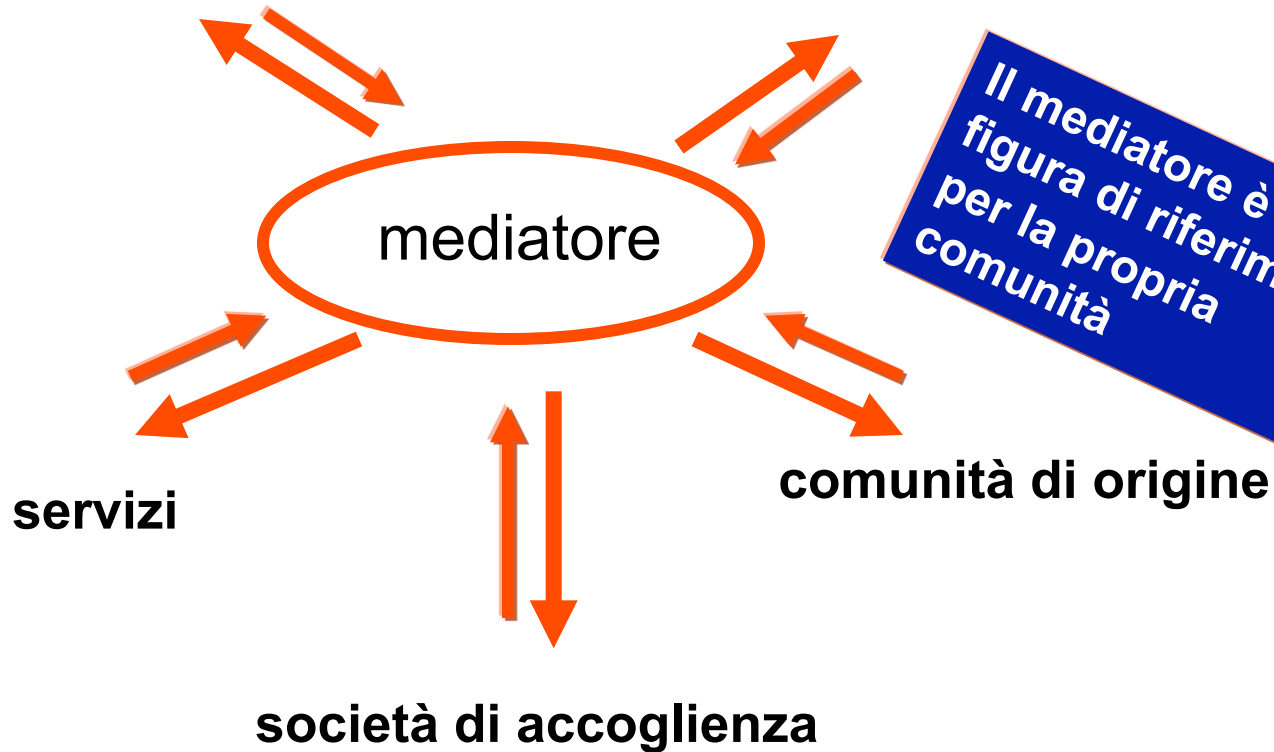 Il mediatore è
figura di riferim
per la propria
comunità
mediatore
servizi
comunità di origine
società di accoglienza